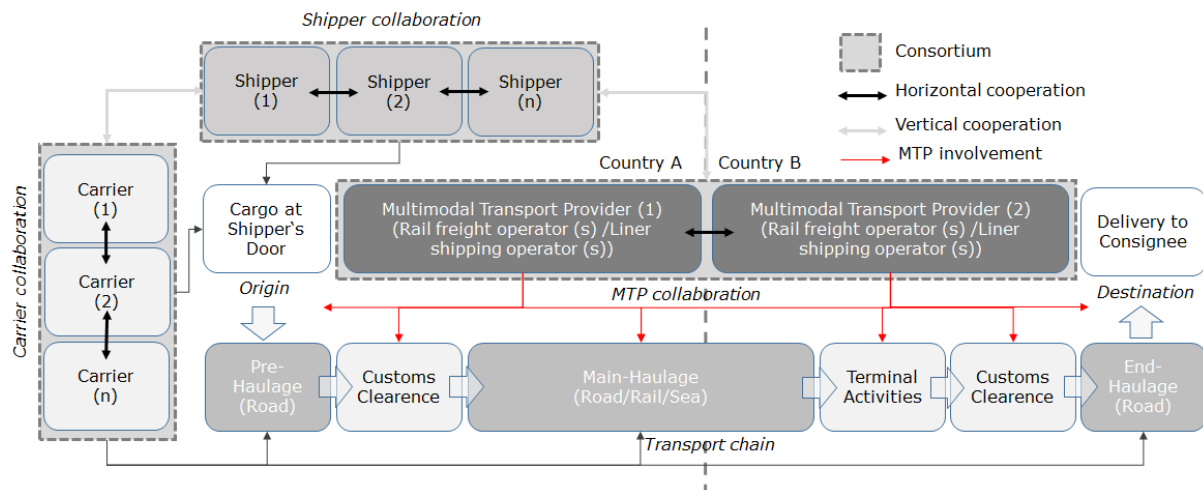 Shipper collaboration
Shipper
(1)
Shipper
(2)
Shipper
(n)
Consortium
Horizontal cooperation
Vertical cooperation
MTP involvement
Country A
Country B
Carrier collaboration
Carrier
(1)
Carrier
(2)
Carrier
(n)
Cargo at
Shipper‘s
Door
Multimodal Transport Provider (1)
(Rail freight operator (s) /Liner
shipping operator (s))
Multimodal Transport Provider (2)
(Rail freight operator (s) /Liner
shipping operator (s))
Delivery to
Consignee
Origin
MTP collaboration
Destination
Pre-
Haulage
(Road)
Customs
Clearence
Main-Haulage
(Road/Rail/Sea)
Terminal
Activities
Customs
Clearence
End-
Haulage
(Road)
Transport chain